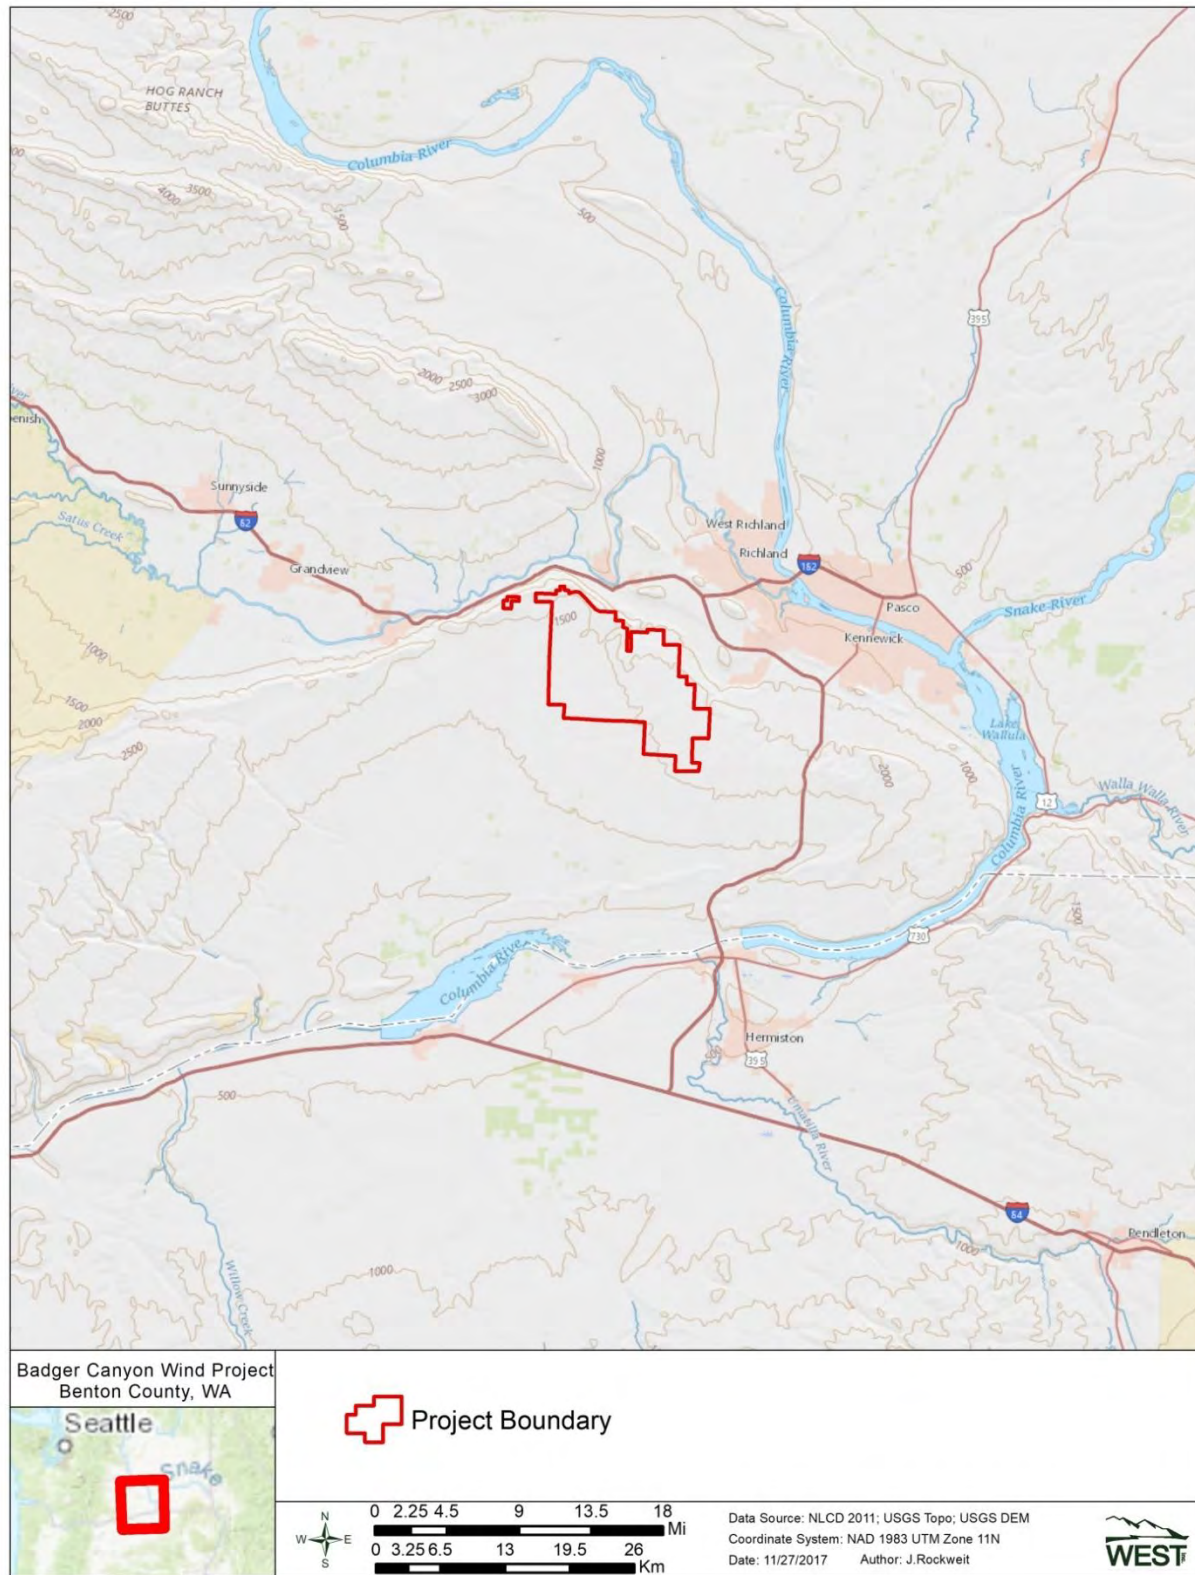 2500
HOG RANCH
BUTTES
Columbia River
3500
4000
1500
500
Columbia River
395
2000
2500
3000
1000
enish
Sunnyside
82
Satus Creek
Grandview
West Richland
Richland
182
500
Pasco
Snake River
Kennewick
1500
1000
1500
2000
2500
Lake
Wallula
2000
1000
Columbia River
12
Walla Walla
River
1500
730
Columbia Rive
Hermiston
395
500
Umatilla River
84
Pendleton
1000
1000
Willow Creek
Badger Canyon Wind Project
Benton County, WA
Seattle
Snake
Project Boundary
N
W E
S
0 2.25 4.5 9 13.5 18
Mi
0 3.25 6.5 13 19.5 26
Km
Data Source: NLCD 2011; USGS Topo; USGS DEM
Coordinate System: NAD 1983 UTM Zone 11N
Date: 11/27/2017 Author: J.Rockweit
WEST